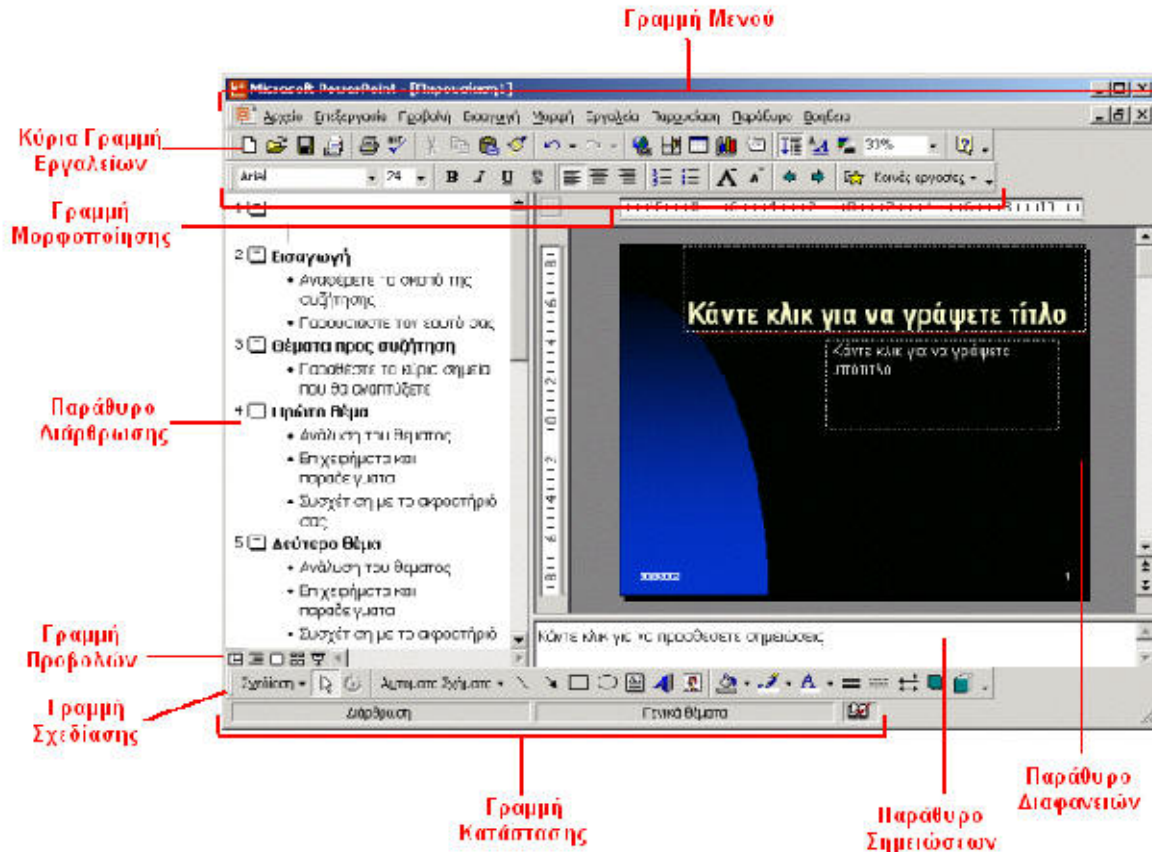 Γραμμή Μενού
Microsoft PowerPoint - [Παρουσίαση1]
Αρχείο Επεξεργασία Προβολή Εισαγωγή Μορφή Εργαλεία Παρουσίαση Παράθυρο Βοήθεια
Κύρια Γραμμή
Εργαλείων
33%
Arial 24 B I U S Κοινές εργασίες
Γραμμή
Μορφοποίησης
1
2 Εισαγωγή
• Αναφέρετε το σκοπό της
συζήτησης
• Παρουσιάστε τον εαυτό σας
3 Θέματα προς συζήτηση
• Παραθέστε τα κύρια σημεία
που θα αναπτύξετε
4 Πρώτο θέμα
• Ανάλυση του θέματος
• Επιχειρήματα και
παραδείγματα
• Συσχέτιση με το ακροατήριό
σας
5 Δεύτερο θέμα
• Ανάλυση του θέματος
• Επιχειρήματα και
παραδείγματα
• Συσχέτιση με το ακροατήριό
Κάντε κλικ για να γράψετε τίτλο
Κάντε κλικ για να γράψετε
υπότιτλο
1
Παράθυρο
Διάρθρωσης
Κάντε κλικ για να προσθέσετε σημειώσεις
Γραμμή
Προβολών
Σχεδίαση Αυτόματα Σχήματα
Γραμμή
Σχεδίασης
Διάρθρωση Γενικά θέματα
Γραμμή
Κατάστασης
Παράθυρο
Σημειώσεων
Παράθυρο
Διαφανειών